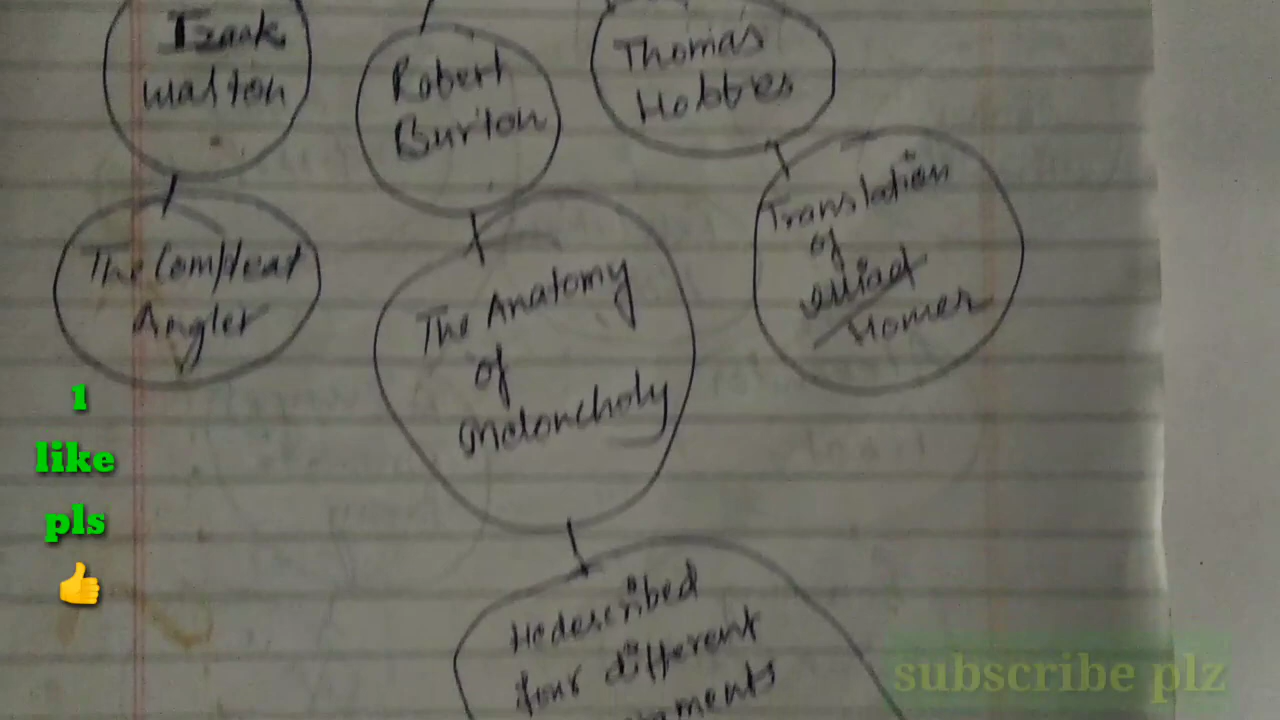 Izaak
Walton
Robert
Burton
Thomas
Hobbes
The Compleat
Angler
The Anatomy
of
Melancholy
Translation
of
Homer
He described
four different
1
like
pls
👍
subscribe plz